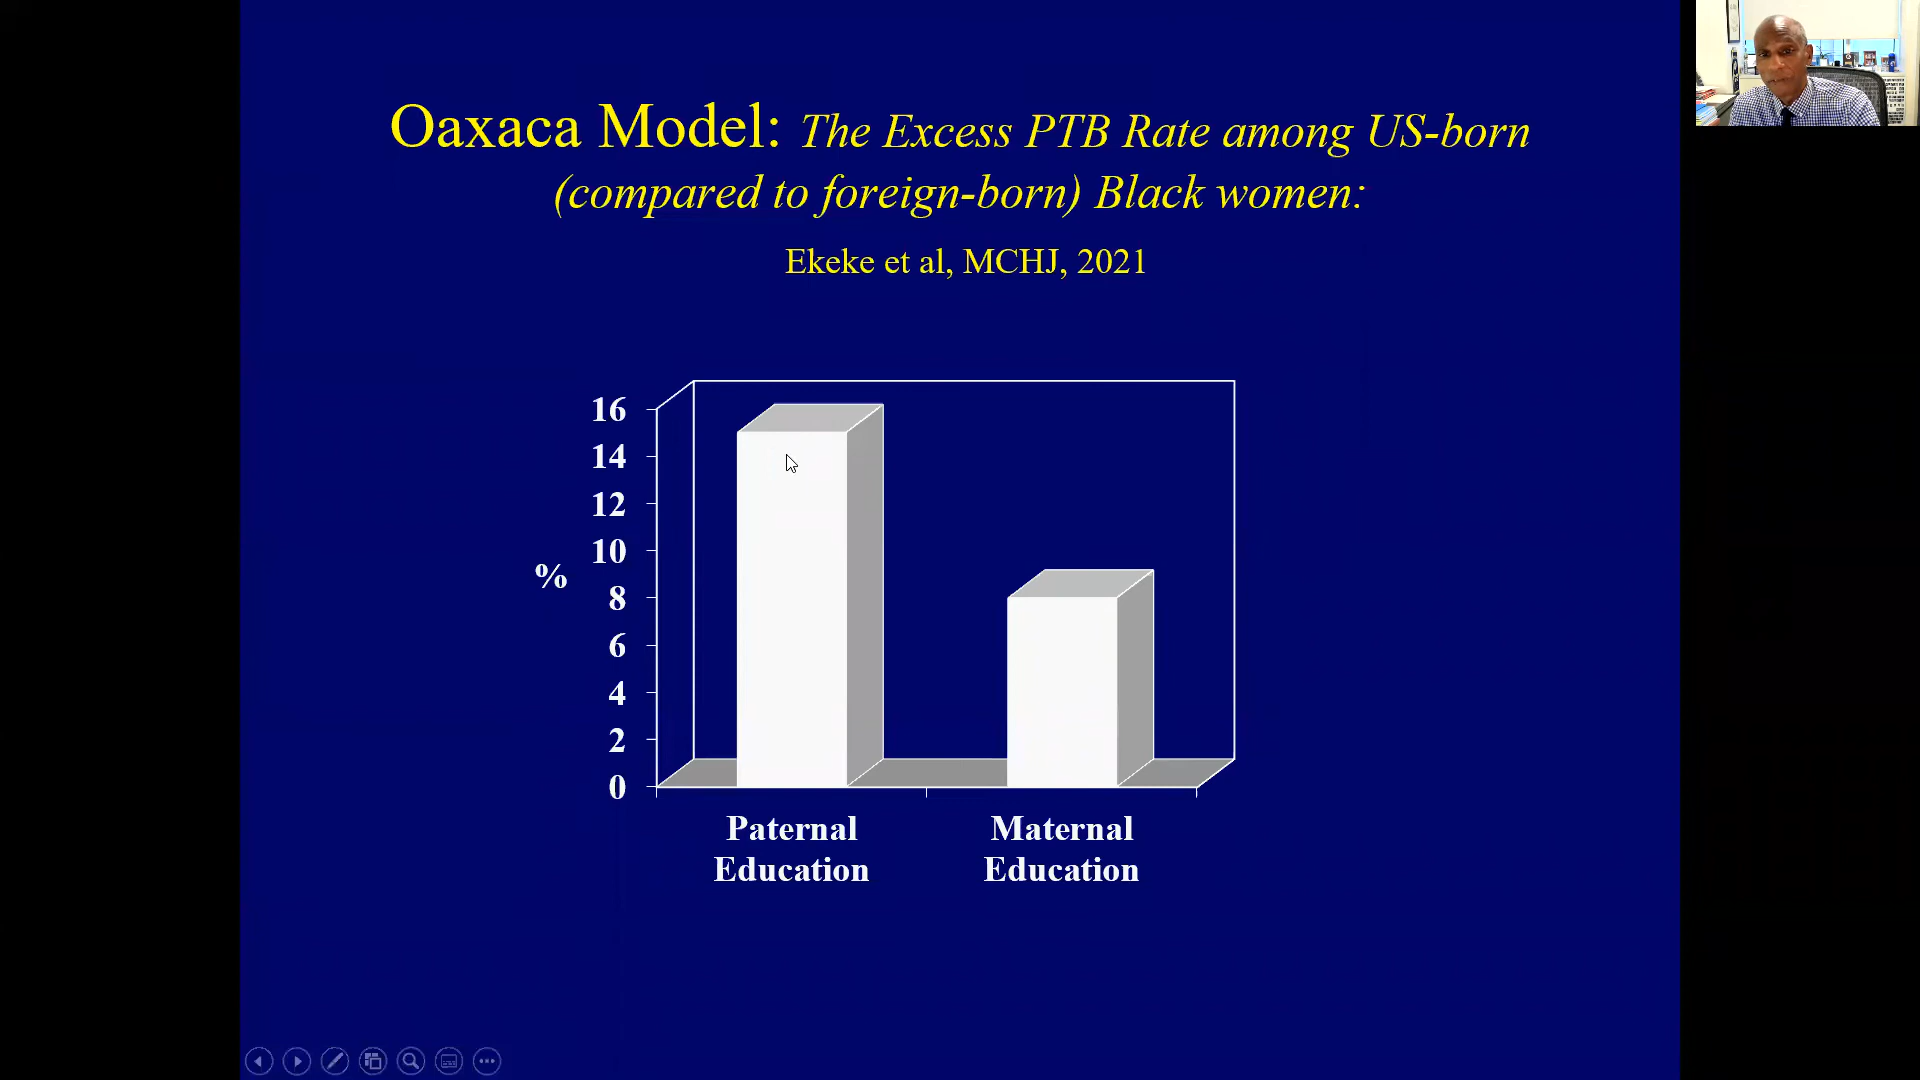 Oaxaca Model: The Excess PTB Rate among US-born
(compared to foreign-born) Black women:
Ekeke et al, MCHJ, 2021
16
14
12
10
%
8
6
4
2
0
Paternal
Education
Maternal
Education